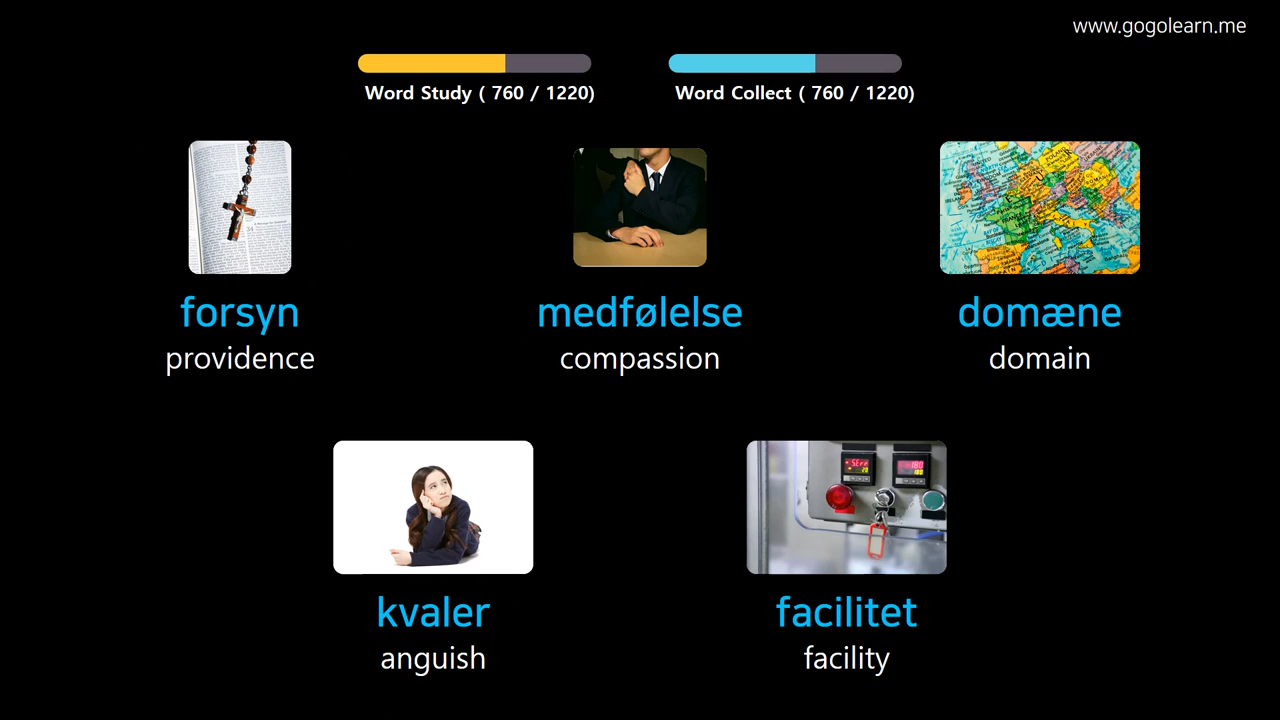 www.gogolearn.me
Word Study ( 760 / 1220)
Word Collect ( 760 / 1220)
forsyn
medfølelse
domæne
providence
compassion
domain
kvaler
facilitet
anguish
facility